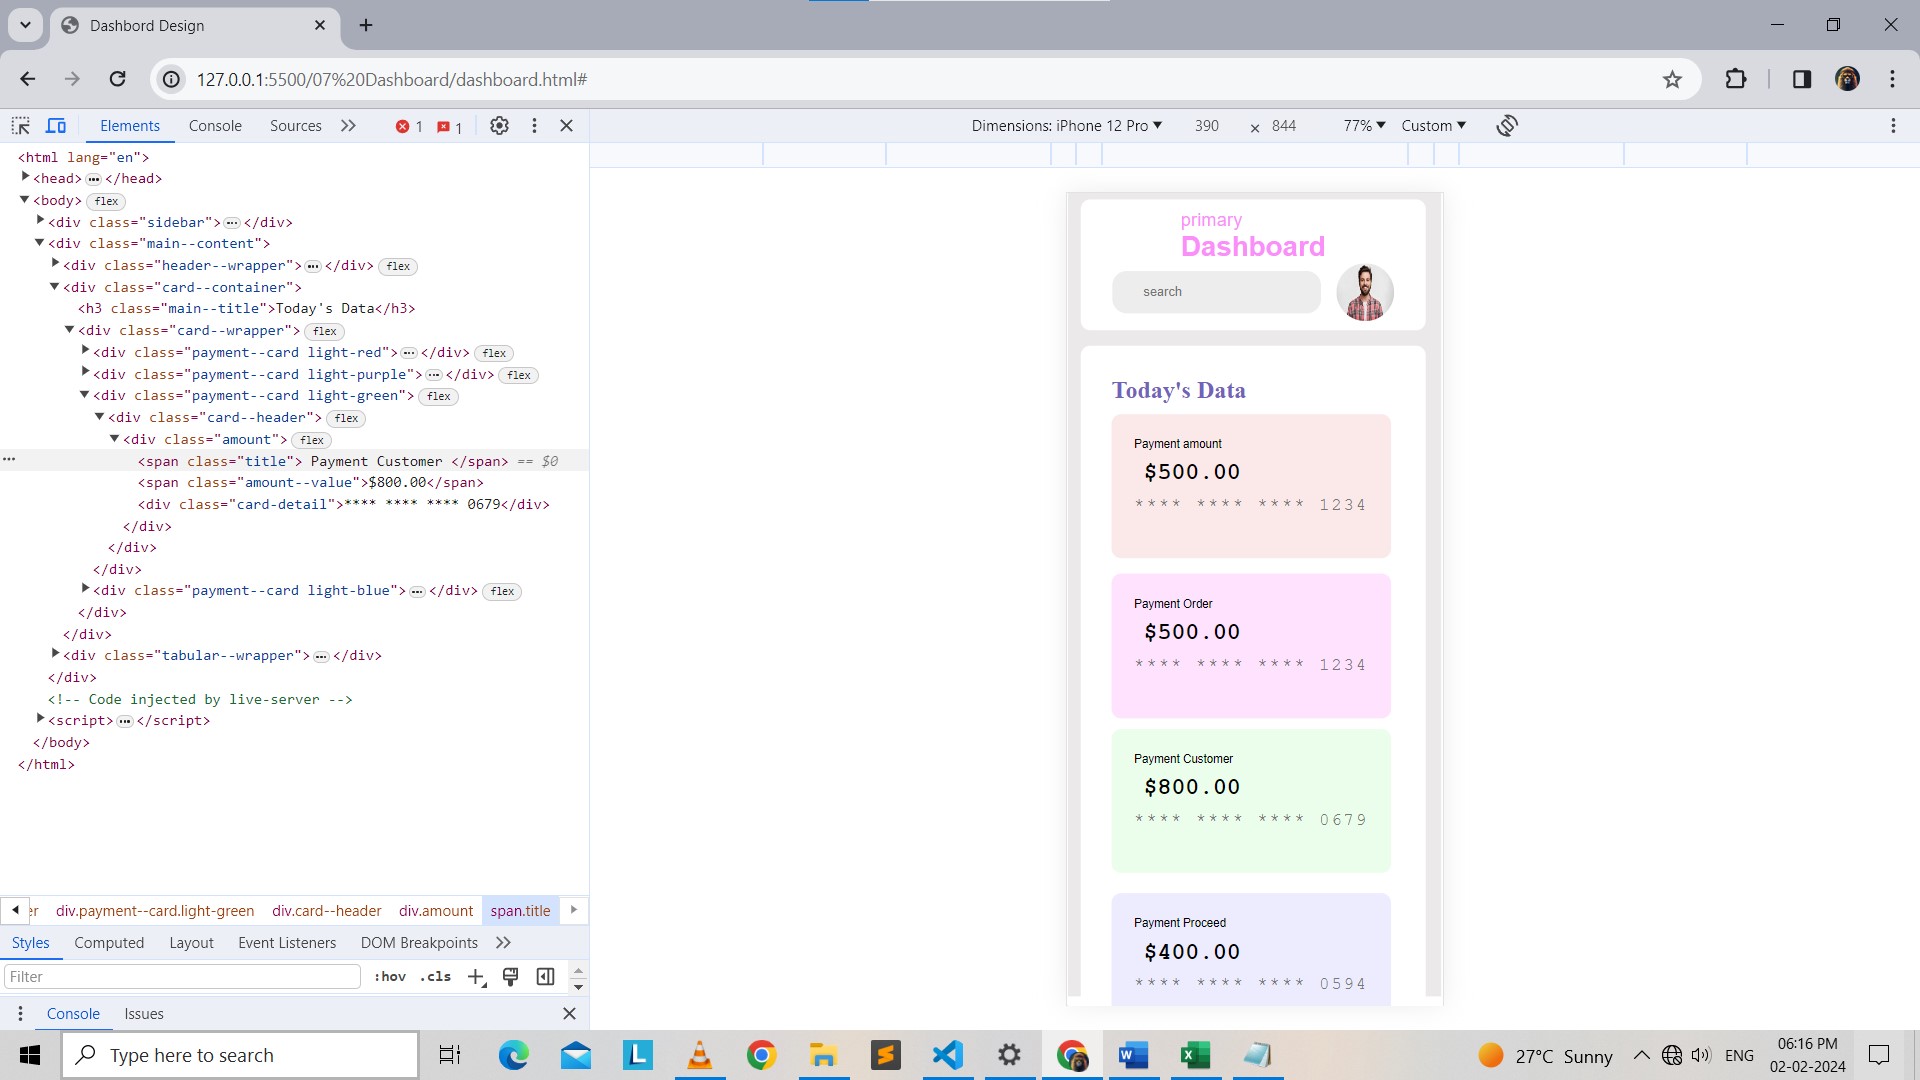 Dashbord Design
127.0.0.1:5500/07%20Dashboard/dashboard.html#
Elements Console Sources 1 1
Dimensions: iPhone 12 Pro 390 x 844 77% Custom
<html lang="en">
<head> ... </head>
<body> flex
<div class="sidebar"> ... </div>
<div class="main--content">
<div class="header--wrapper"> ... </div> flex
<div class="card--container">
<h3 class="main--title">Today's Data</h3>
<div class="card--wrapper"> flex
<div class="payment--card light-red"> ... </div> flex
<div class="payment--card light-purple"> ... </div> flex
<div class="payment--card light-green"> flex
<div class="card--header"> flex
<div class="amount"> flex
... <span class="title"> Payment Customer </span> == $0
<span class="amount--value">$800.00</span>
<div class="card-detail">**** **** **** 0679</div>
</div>
</div>
</div>
<div class="payment--card light-blue"> ... </div> flex
</div>
</div>
<div class="tabular--wrapper"> ... </div>
</div>
<!-- Code injected by live-server -->
<script> ... </script>
</body>
</html>
er div.payment--card.light-green div.card--header div.amount span.title
Styles Computed Layout Event Listeners DOM Breakpoints
Filter :hov .cls
Console Issues
primary
Dashboard
search
Today's Data
Payment amount
$500.00
**** **** **** 1234
Payment Order
$500.00
**** **** **** 1234
Payment Customer
$800.00
**** **** **** 0679
Payment Proceed
$400.00
**** **** **** 0594
Type here to search
L
S
W
X
27°C Sunny
ENG
06:16 PM
02-02-2024